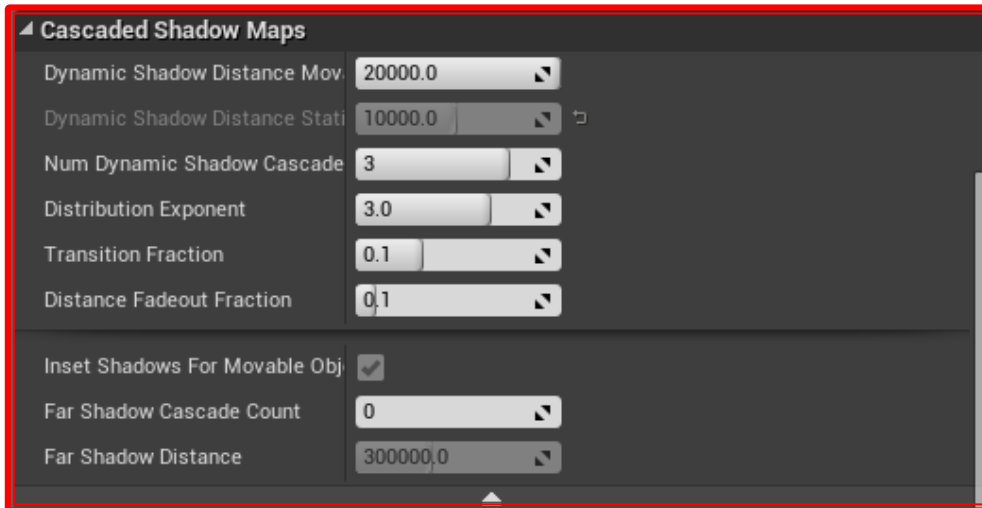 Cascaded Shadow Maps
Dynamic Shadow Distance Mov 20000.0
Dynamic Shadow Distance Stati 10000.0
Num Dynamic Shadow Cascade 3
Distribution Exponent 3.0
Transition Fraction 0.1
Distance Fadeout Fraction 0.1
Inset Shadows For Movable Obj
Far Shadow Cascade Count 0
Far Shadow Distance 300000.0